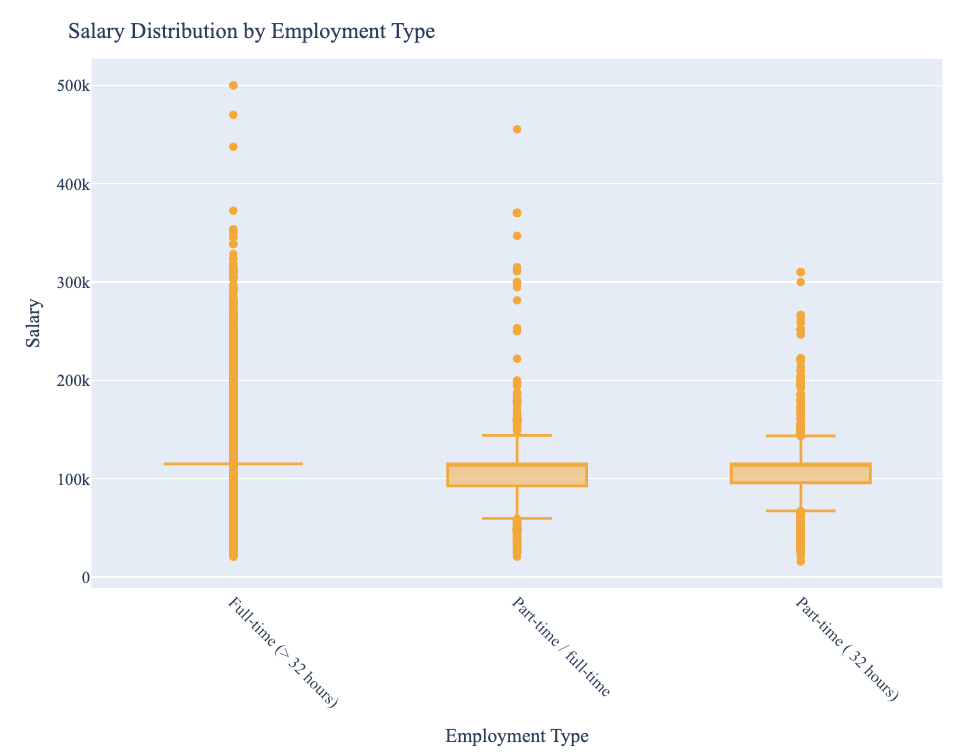 Salary Distribution by Employment Type
500k
400k
300k
200k
100k
0
Salary
Full-time (> 32 hours)
Part-time / full-time
Part-time ( 32 hours)
Employment Type